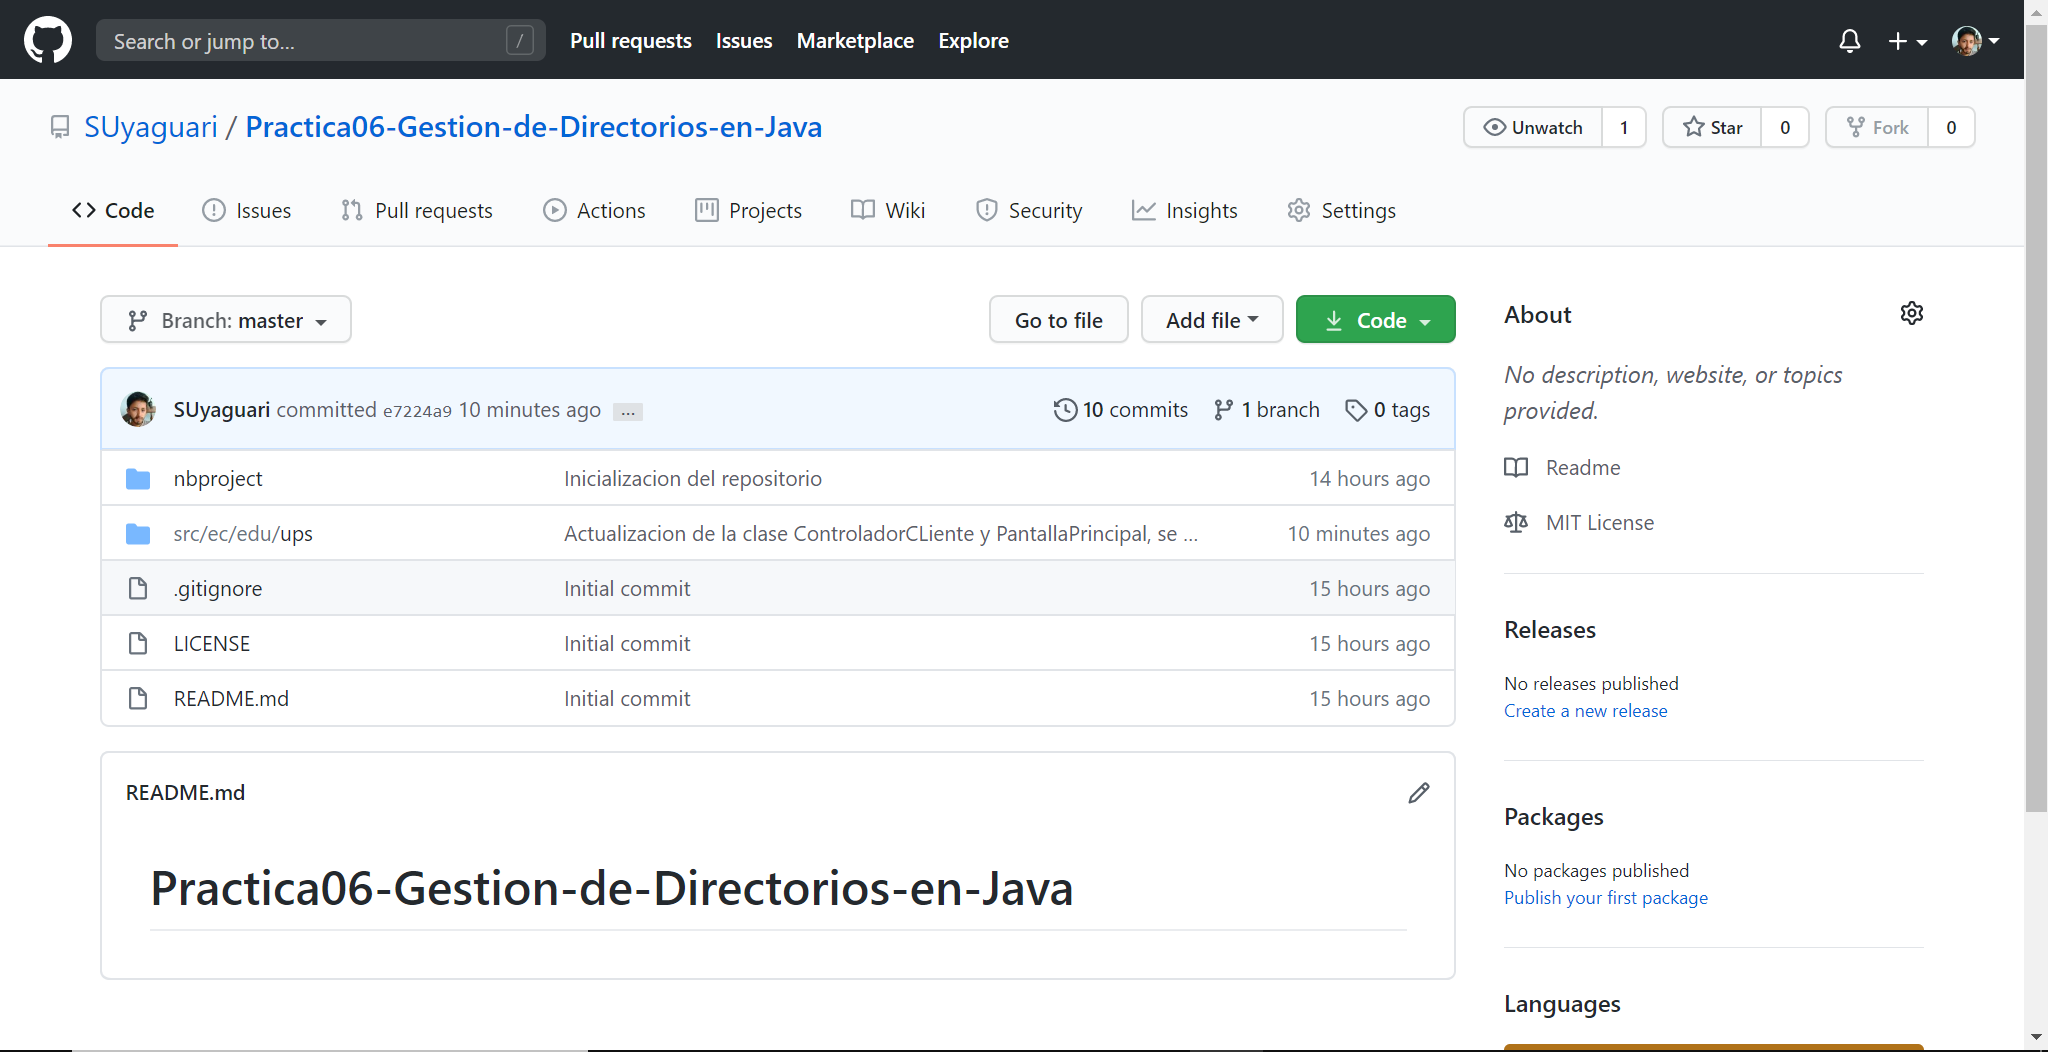 Search or jump to... / Pull requests Issues Marketplace Explore
SUyaguari / Practica06-Gestion-de-Directorios-en-Java Unwatch 1 Star 0 Fork 0
Code Issues Pull requests Actions Projects Wiki Security Insights Settings
Branch: master Go to file Add file Code
SUyaguari committed e7224a9 10 minutes ago ... 10 commits 1 branch 0 tags
nbproject Inicializacion del repositorio 14 hours ago
src/ec/edu/ups Actualizacion de la clase ControladorCLiente y PantallaPrincipal, se ... 10 minutes ago
.gitignore Initial commit 15 hours ago
LICENSE Initial commit 15 hours ago
README.md Initial commit 15 hours ago
README.md
Practica06-Gestion-de-Directorios-en-Java
About
No description, website, or topics
provided.
Readme
MIT License
Releases
No releases published
Create a new release
Packages
No packages published
Publish your first package
Languages